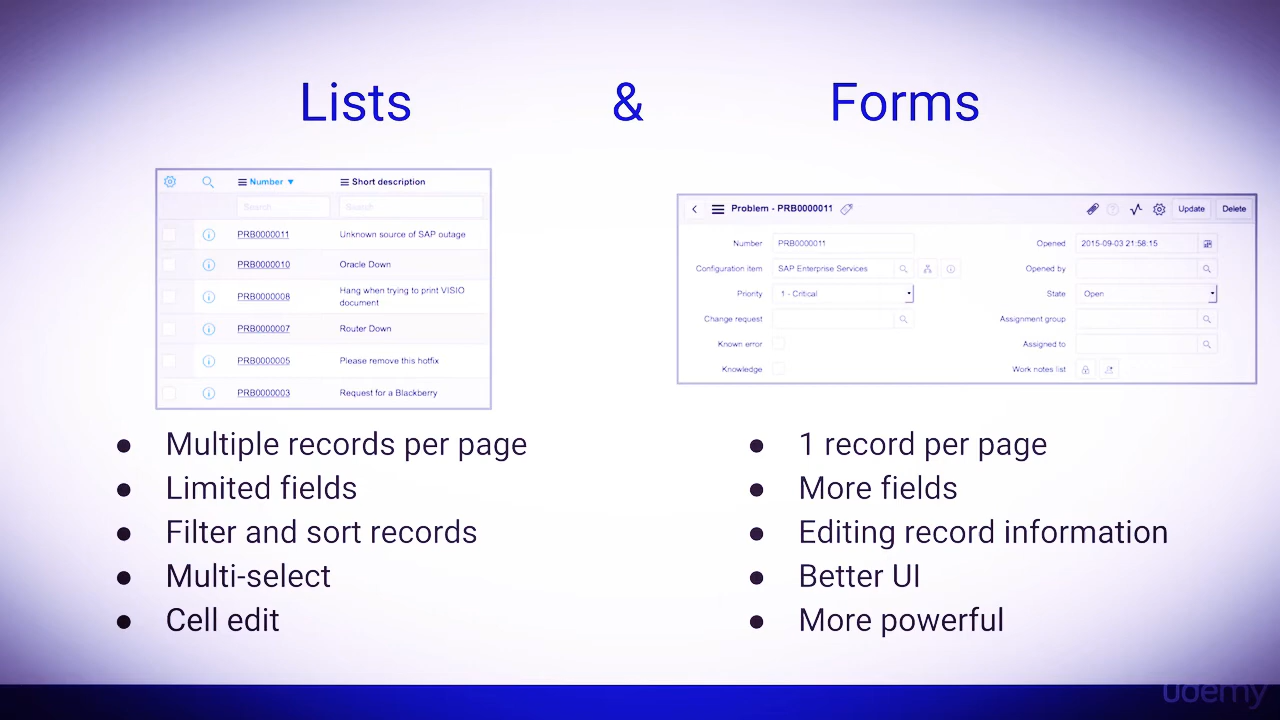 Lists & Forms
Number Short description
Search Search
PRB0000011 Unknown source of SAP outage
PRB0000010 Oracle Down
PRB0000008 Hang when trying to print VISIO
document
PRB0000007 Router Down
PRB0000005 Please remove this hotfix
PRB0000003 Request for a Blackberry
Problem - PRB0000011 Update Delete
Number PRB0000011 Opened 2015-09-03 21:58:15
Configuration item SAP Enterprise Services Opened by
Priority 1 - Critical State Open
Change request Assignment group
Known error Assigned to
Knowledge Work notes list
● Multiple records per page
● Limited fields
● Filter and sort records
● Multi-select
● Cell edit
● 1 record per page
● More fields
● Editing record information
● Better UI
● More powerful
udemy